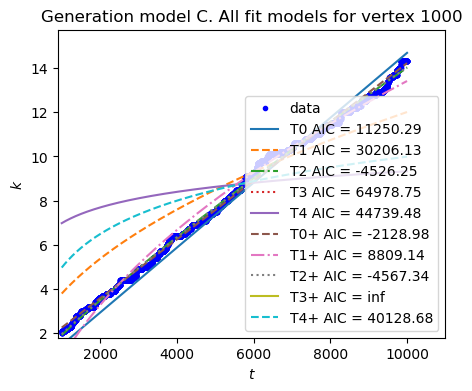 Generation model C. All fit models for vertex 1000
14
12
10
8
6
4
2
k
data
T0 AIC = 11250.29
T1 AIC = 30206.13
T2 AIC = -4526.25
T3 AIC = 64978.75
T4 AIC = 44739.48
T0+ AIC = -2128.98
T1+ AIC = 8809.14
T2+ AIC = -4567.34
T3+ AIC = inf
T4+ AIC = 40128.68
2000 4000 6000 8000 10000
t